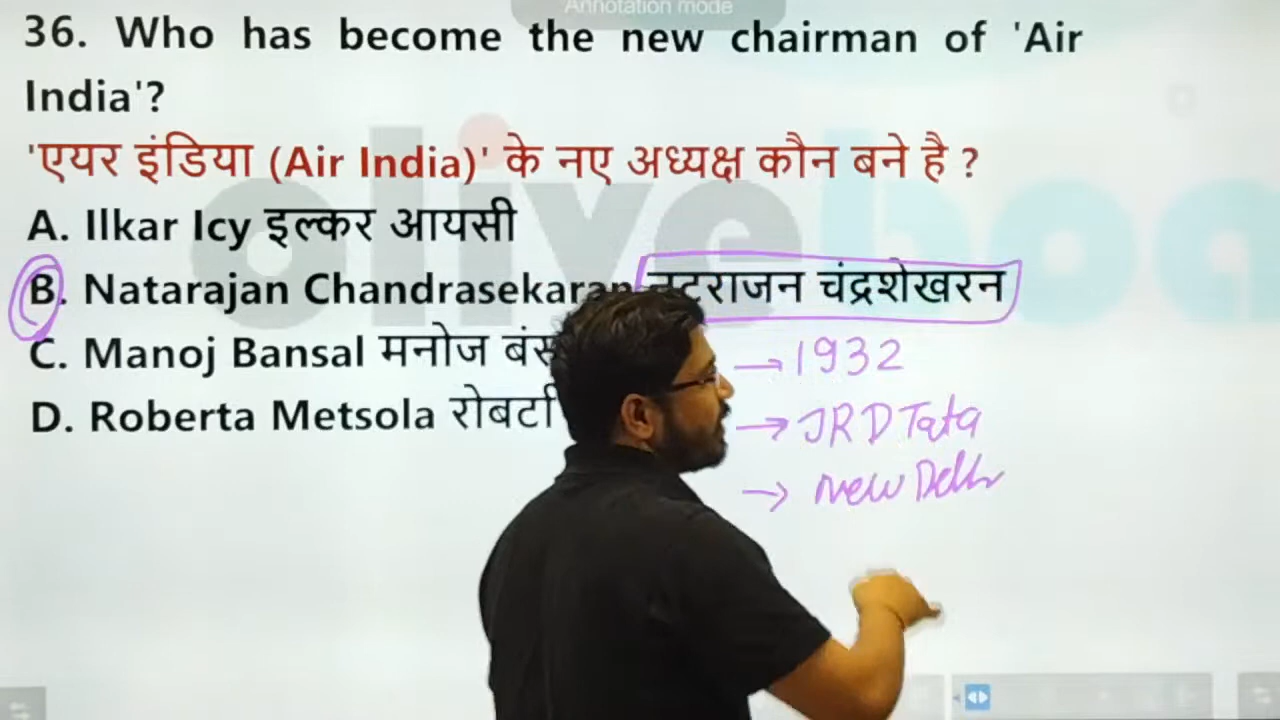 Annotation mode
36. Who has become the new chairman of 'Air
India'?
'एयर इंडिया (Air India)' के नए अध्यक्ष कौन बने है ?
A. Ilkar Icy इल्कर आयसी
B. Natarajan Chandrasekaran नटराजन चंद्रशेखरन
C. Manoj Bansal मनोज
→ 1932
D. Roberta Metsola रोबर्टा
→ JRD Tata
→ New Delhi